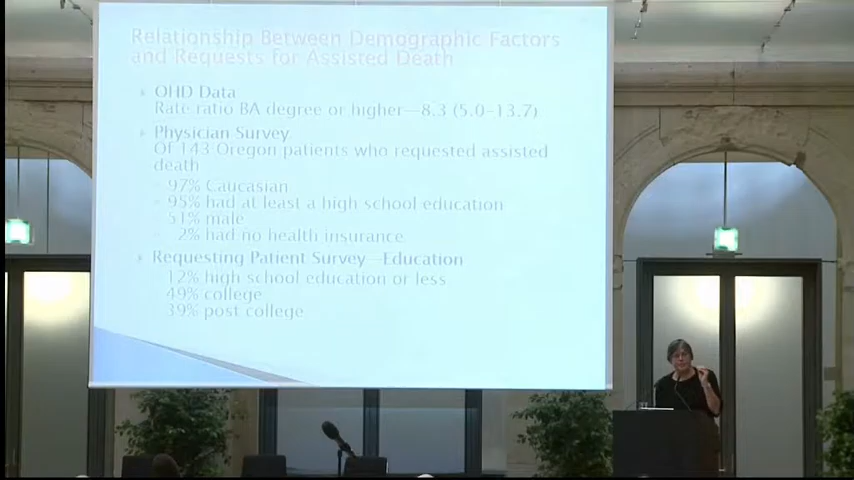 Relationship Between Demographic Factors
and Requests for Assisted Death
OHD Data
Rate ratio BA degree or higher—8.3 (5.0-13.7)
Physician Survey
Of 143 Oregon patients who requested assisted
death
97% Caucasian
95% had at least a high school education
51% male
2% had no health insurance
Requesting Patient Survey—Education
12% high school education or less
49% college
39% post college